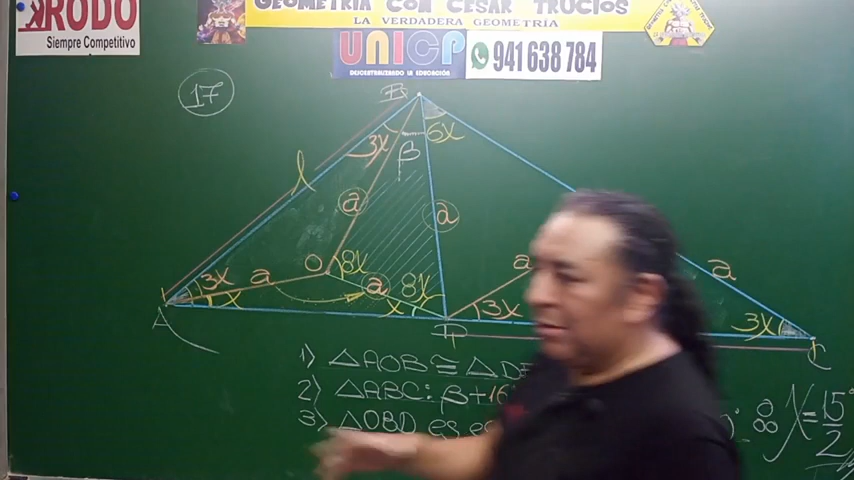 RODO
Siempre Competitivo
GEOMETRIA CON CESAR TRUCIOS
LA VERDADERA GEOMETRIA
UNICP
DESCENTRALIZANDO LA EDUCACIÓN
941 638 784
17
B
3x
β
6x
l
a
a
3x
a
O
8x
a
8x
x
x
A
D
a
3x
a
3x
C
1) △AOB ≅ △D
2) △ABC: β+16
3) △OBD es e
° ∴ x = 15°/2